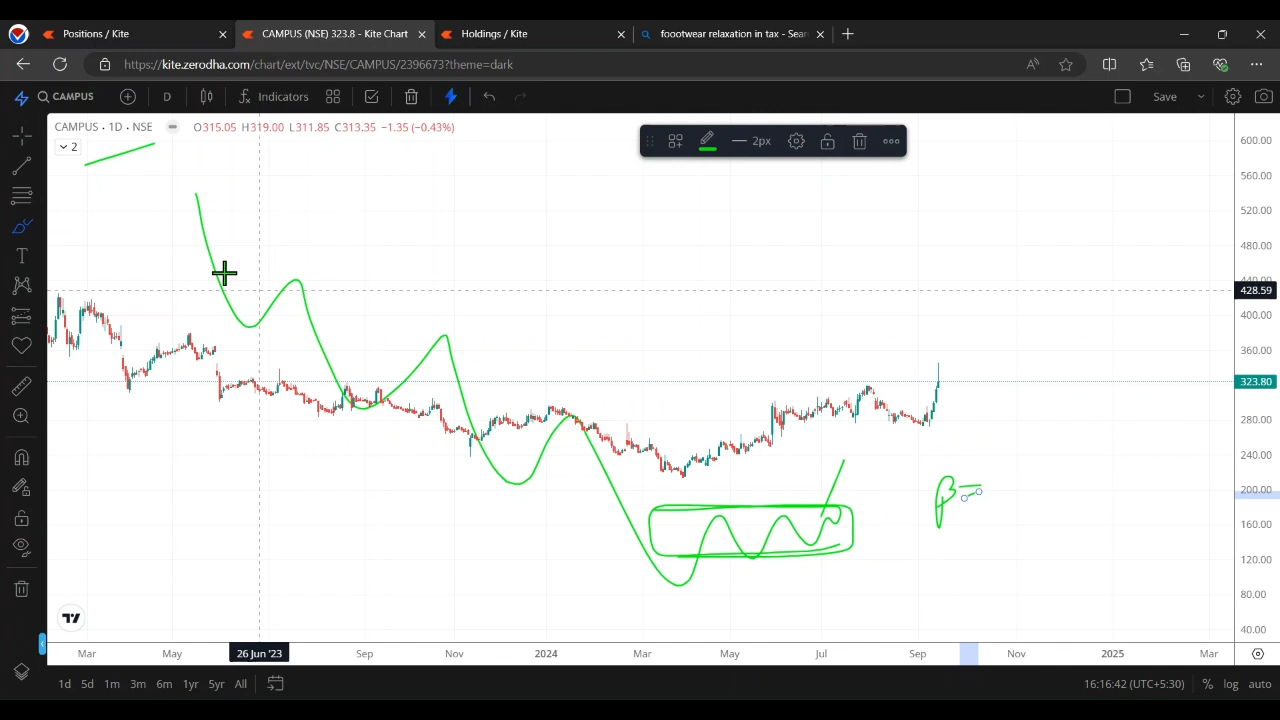 Positions / Kite
CAMPUS (NSE) 323.8 - Kite Chart
Holdings / Kite
foootwear relaxation in tax - Sear
https://kite.zerodha.com/chart/ext/tvc/NSE/CAMPUS/2396673?theme=dark
CAMPUS D Indicators Save
CAMPUS · 1D · NSE O315.05 H319.00 L311.85 C313.35 −1.35 (−0.43%)
2
2px
600.00
560.00
520.00
480.00
440.00
428.59
400.00
360.00
323.80
280.00
240.00
200.00
160.00
120.00
80.00
40.00
β=
Mar May 26 Jun '23 Sep Nov 2024 Mar May Jul Sep Nov 2025 Mar
1d 5d 1m 3m 6m 1yr 5yr All 16:16:42 (UTC+5:30) % log auto